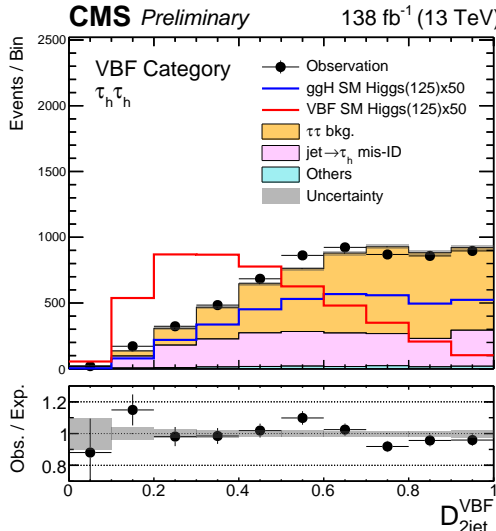 CMS Preliminary 138 fb⁻¹ (13 TeV)
Events / Bin
2500
2000
1500
1000
500
0
VBF Category
τₕτₕ
Observation
ggH SM Higgs(125)x50
VBF SM Higgs(125)x50
ττ bkg.
jet→τₕ mis-ID
Others
Uncertainty
Obs. / Exp.
1.2
1
0.8
0 0.2 0.4 0.6 0.8 1
D_2jet^VBF